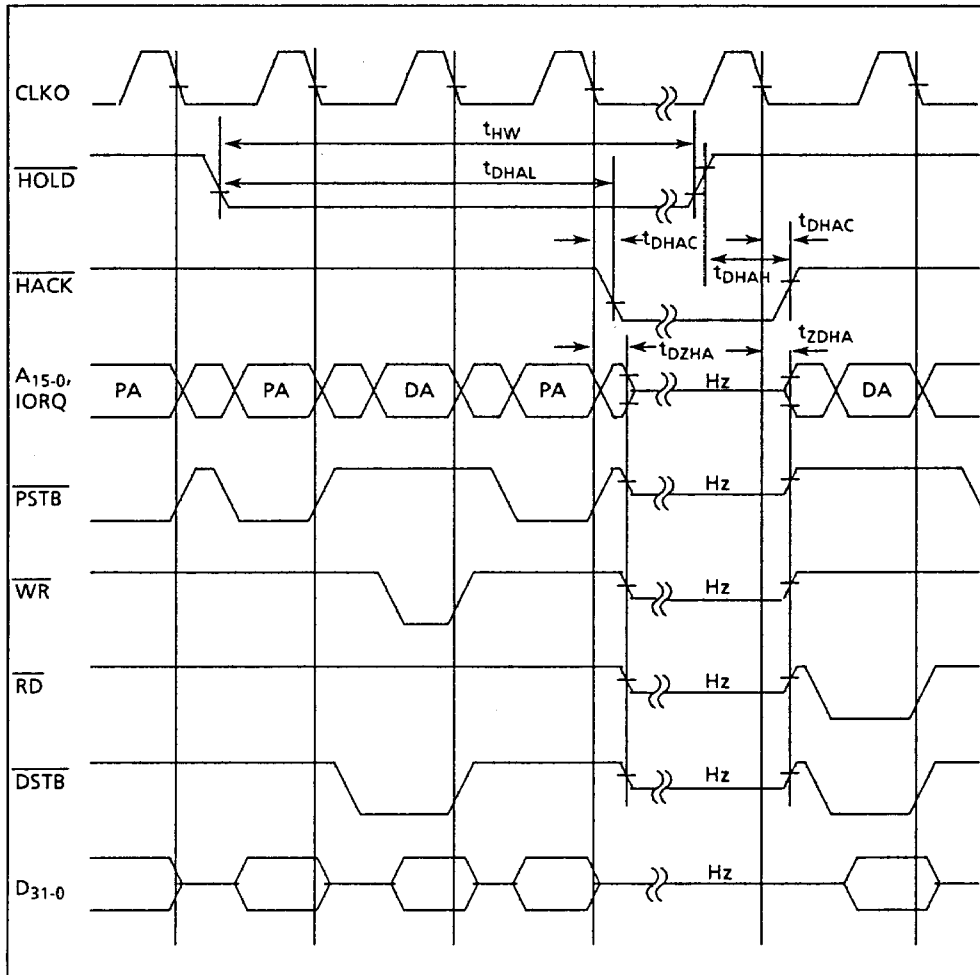 CLKO
tHW
HOLD
tDHAL
tDHAC
tDHAC
HACK
tDHAH
tDZHA
tZDHA
A15-0,
IORQ
PA
PA
DA
PA
Hz
DA
PSTB
Hz
WR
Hz
RD
Hz
DSTB
Hz
D31-0
Hz